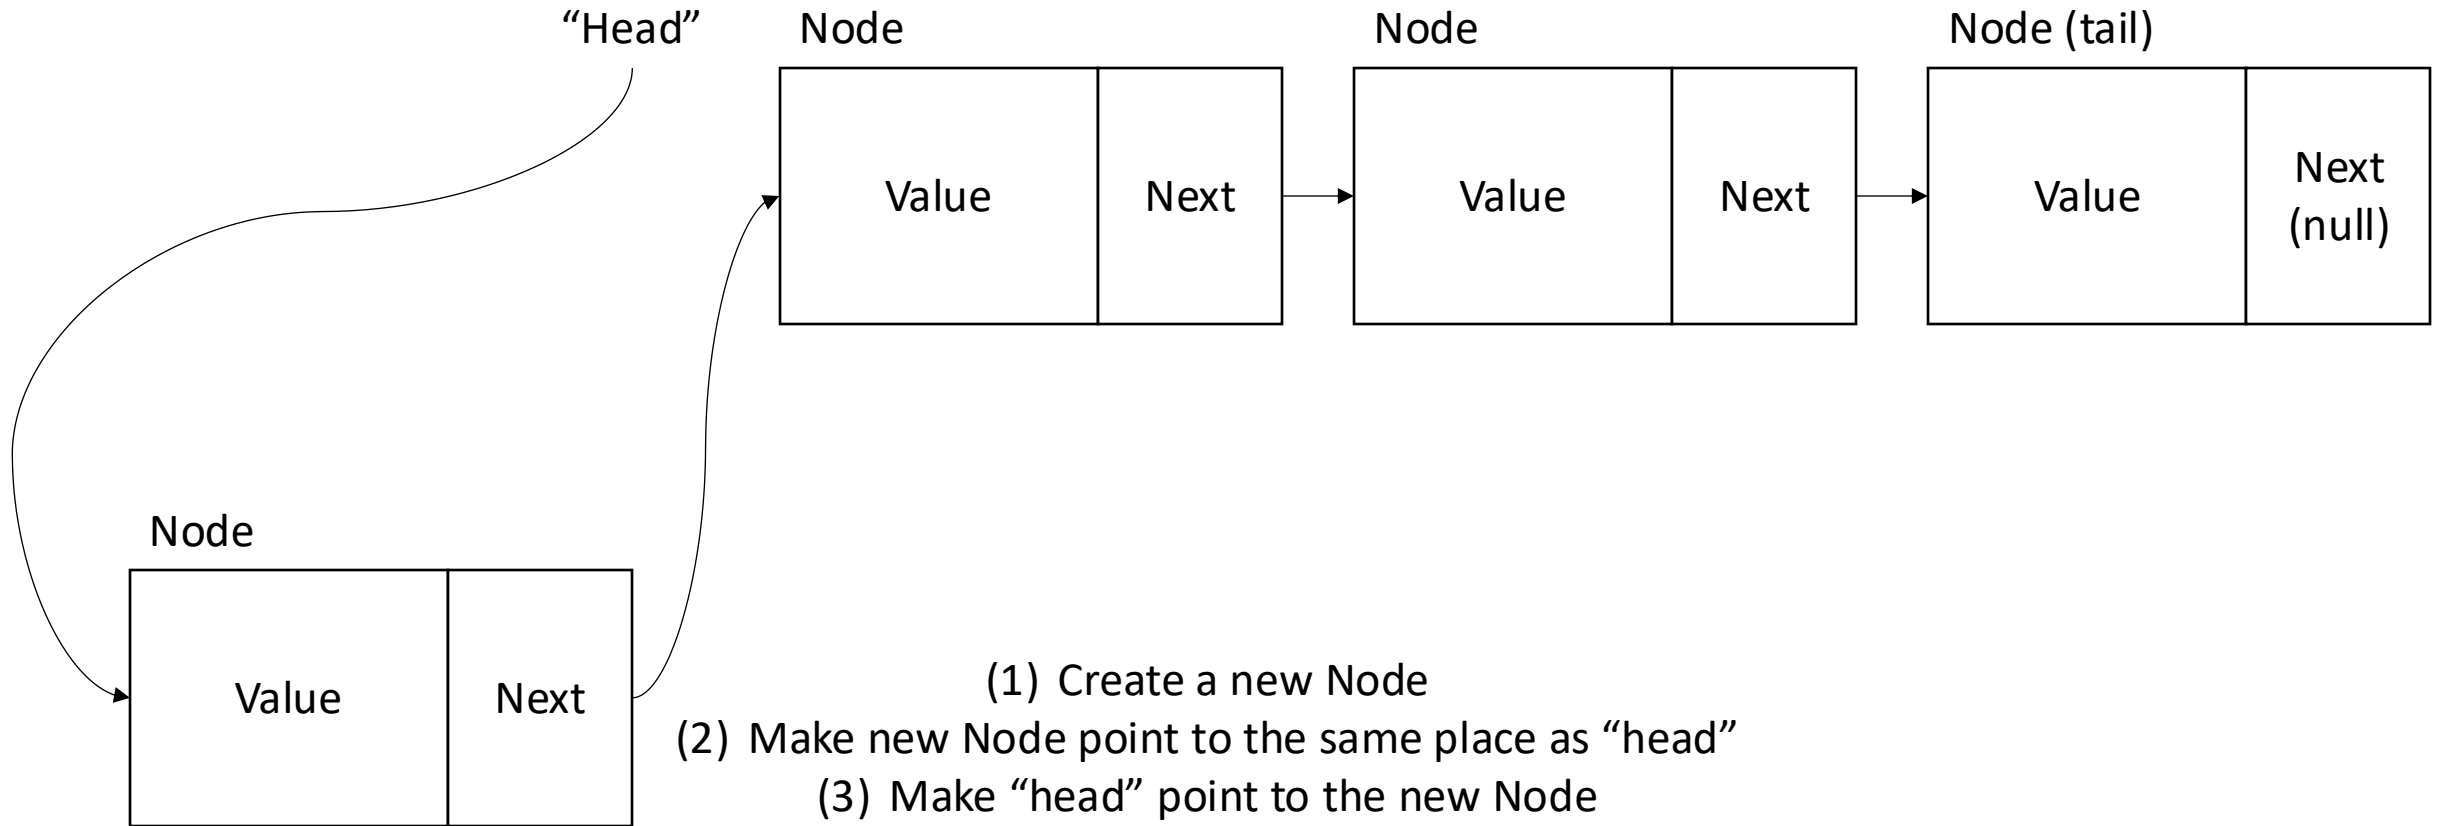 “Head”
Node
Node
Node (tail)
Value
Next
Value
Next
Value
Next
(null)
Node
Value
Next
(1) Create a new Node
(2) Make new Node point to the same place as “head”
(3) Make “head” point to the new Node